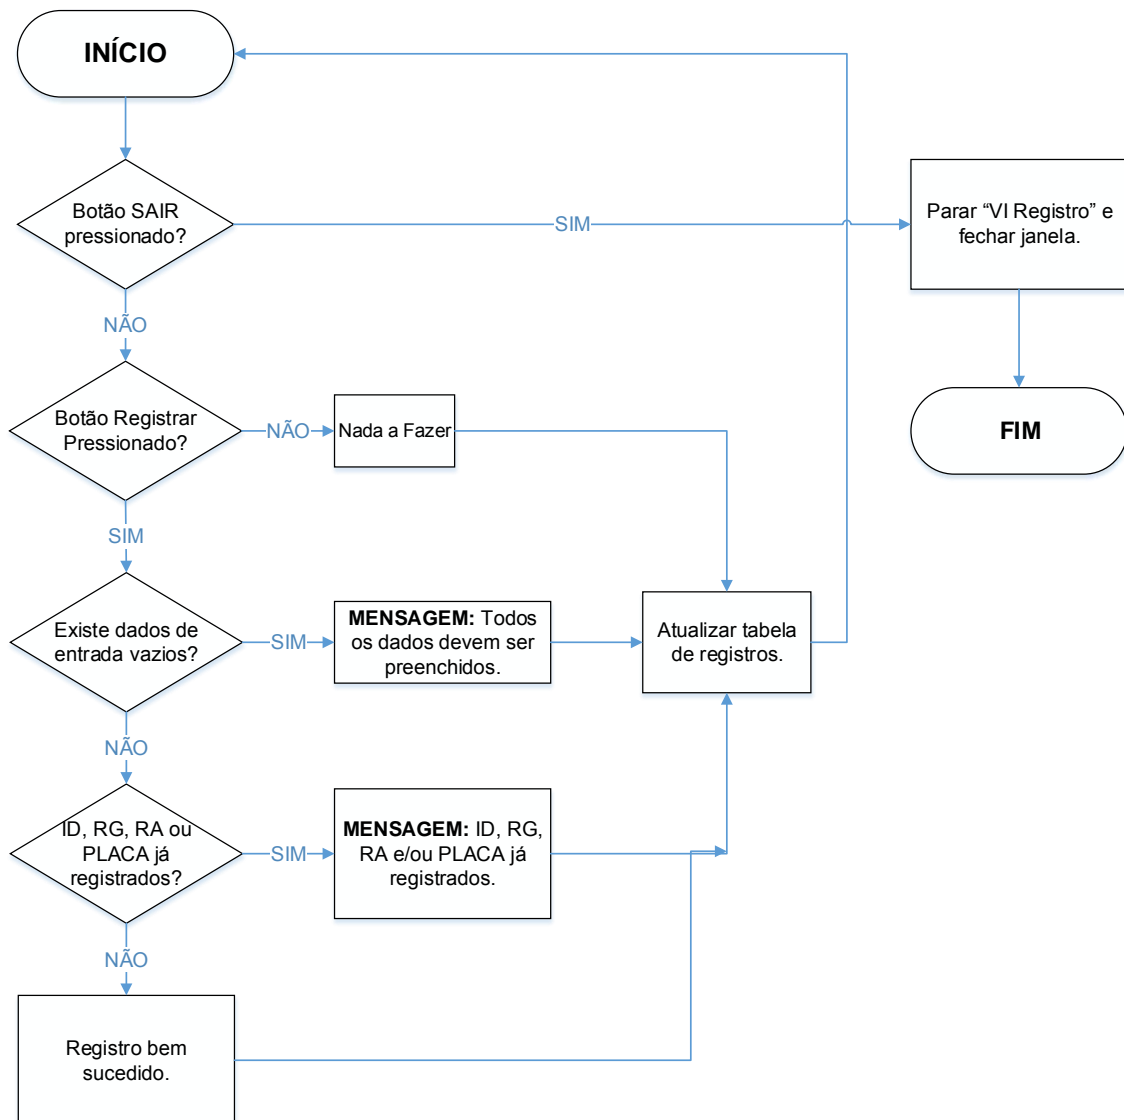 INÍCIO
Botão SAIR
pressionado?
SIM
Parar “VI Registro” e
fechar janela.
NÃO
Botão Registrar
Pressionado?
NÃO
Nada a Fazer
FIM
SIM
Existe dados de
entrada vazios?
SIM
MENSAGEM: Todos
os dados devem ser
preenchidos.
Atualizar tabela
de registros.
NÃO
ID, RG, RA ou
PLACA já
registrados?
SIM
MENSAGEM: ID, RG,
RA e/ou PLACA já
registrados.
NÃO
Registro bem
sucedido.